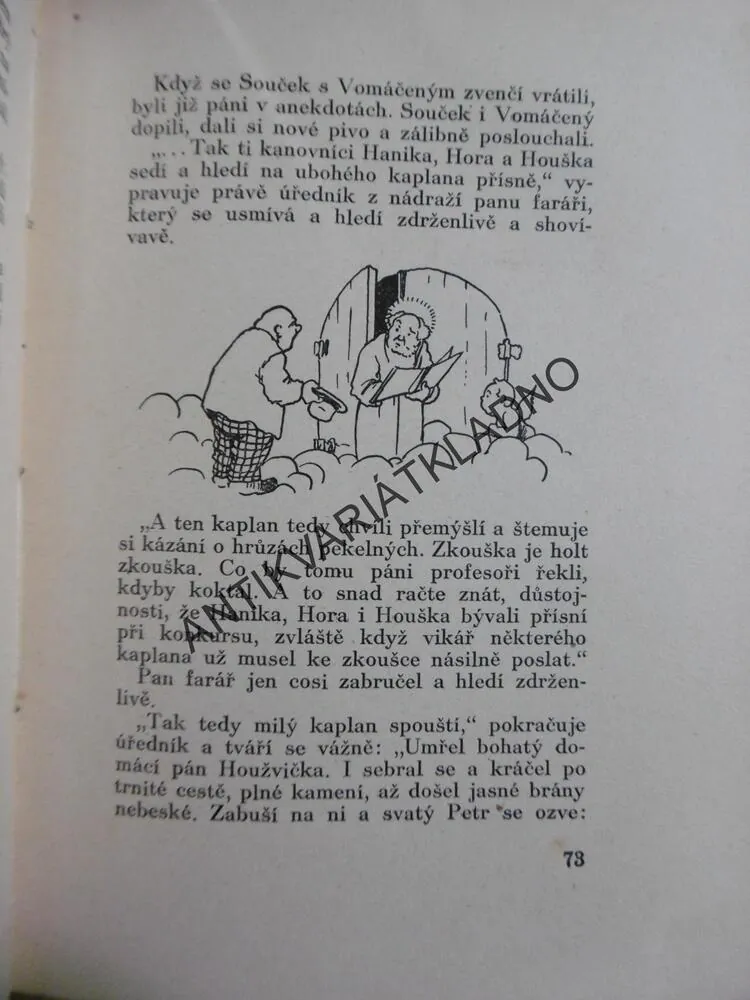 Když se Souček s Vomáčeným zvenčí vrátili,
byli již páni v anekdotách. Souček i Vomáčený
dopili, dali si nové pivo a zálibně poslouchali.
„... Tak ti kanovníci Hanika, Hora a Houška
sedí a hledí na ubohého kaplana přísně,“ vy-
pravuje právě úředník z nádraží panu faráři,
který se usmívá a hledí zdrženlivě a shoví-
vavě.
„A ten kaplan tedy chvíli přemýšlí a štemuje
si kázání o hrůzách pekelných. Zkouška je holt
zkouška. Co by tomu páni profesoři řekli,
kdyby koktal. A to snad račte znát, důstoj-
nosti, že Hanika, Hora i Houška bývali přísní
při konkursu, zvláště když vikář některého
kaplana už musel ke zkoušce násilně poslat.“
Pan farář jen cosi zabručel a hledí zdržen-
livě.
„Tak tedy milý kaplan spouští,“ pokračuje
úředník a tváří se vážně: „Umřel bohatý do-
mácí pán Houžvička. I sebral se a kráčel po
trnité cestě, plné kamení, až došel jasné brány
nebeské. Zabuší na ni a svatý Petr se ozve:
73
ANTIKVARIÁTKLADNO